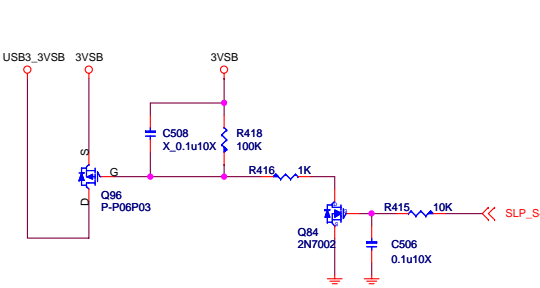 USB3_3VSB 3VSB 3VSB
C508
X_0.1u10X
R418
100K
S
G
D
Q96
P-P06P03
R416 1K
Q84
2N7002
R415 10K
SLP_S
C506
0.1u10X